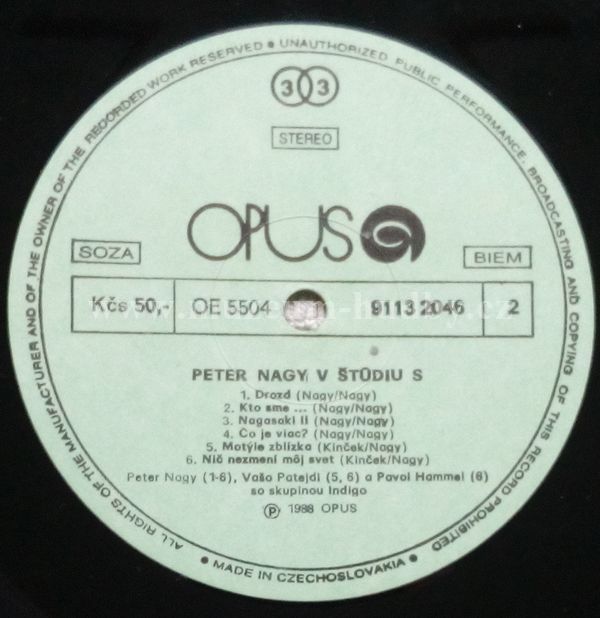 ALL RIGHTS OF THE MANUFACTURER AND OF THE OWNER OF THE RECORDED WORK RESERVED • UNAUTHORIZED PUBLIC PERFORMANCE, BROADCASTING AND COPYING OF THIS RECORD PROHIBITED
33
STEREO
OPUS
SOZA
BIEM
Kčs 50,- OE 5504 9113 2046 2
PETER NAGY V ŠTÚDIU S
1. Drozd (Nagy/Nagy)
2. Kto sme ... (Nagy/Nagy)
3. Nagasaki II (Nagy/Nagy)
4. Čo je viac? (Nagy/Nagy)
5. Motýle zblízka (Kinček/Nagy)
6. Nič nezmení môj svet (Kinček/Nagy)
Peter Nagy (1-6), Vašo Patejdl (5, 6) a Pavol Hammel (6)
so skupinou Indigo
Ⓟ 1988 OPUS
• MADE IN CZECHOSLOVAKIA •